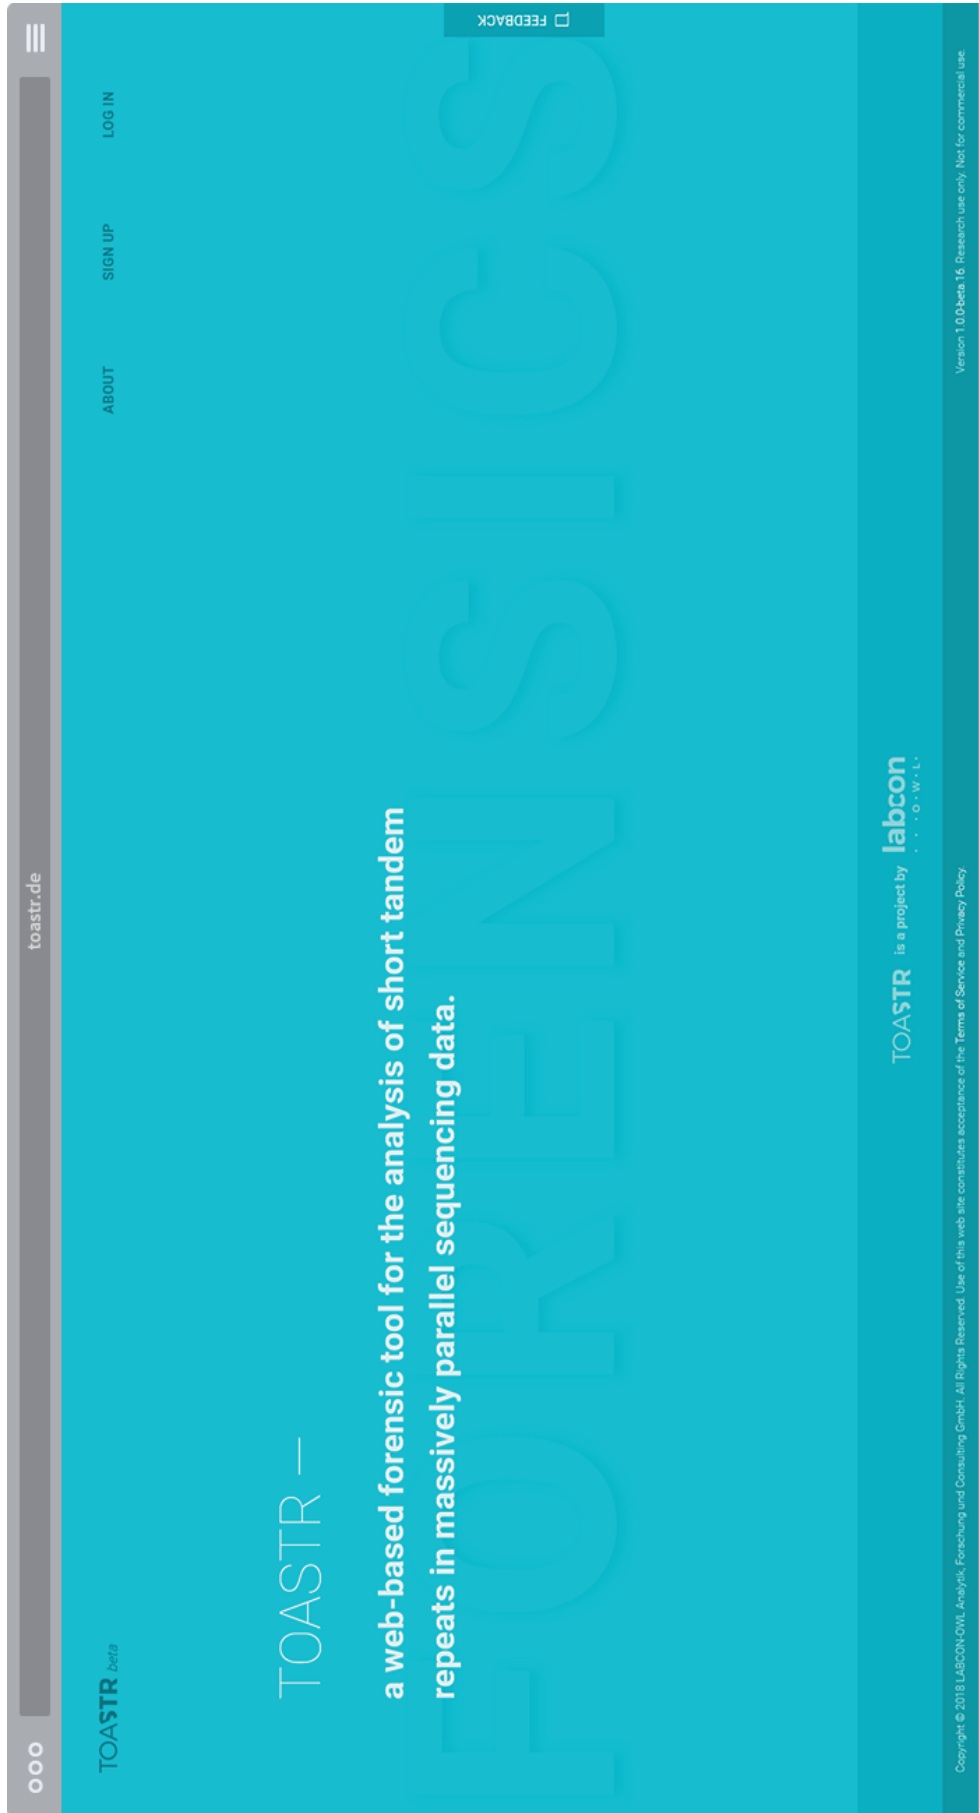 toastr.de
TOASTR beta
ABOUT
SIGN UP
LOG IN
TOASTR —
a web-based forensic tool for the analysis of short tandem
repeats in massively parallel sequencing data.
FORENSICS
FEEDBACK
TOASTR is a project by labcon
· · · O · W · L ·
Copyright © 2018 LABCON-OWL Analytik, Forschung und Consulting GmbH. All Rights Reserved. Use of this web site constitutes acceptance of the Terms of Service and Privacy Policy.
Version 1.0.0-beta.16. Research use only. Not for commercial use.